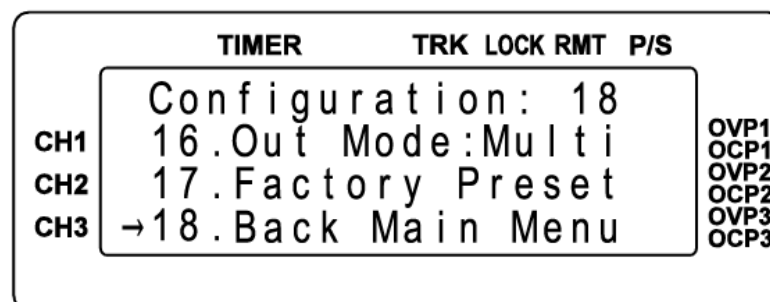 TIMER TRK LOCK RMT P/S
Configuration: 18
CH1 16.Out Mode:Multi OVP1
OCP1
CH2 17.Factory Preset OVP2
OCP2
CH3 →18.Back Main Menu OVP3
OCP3